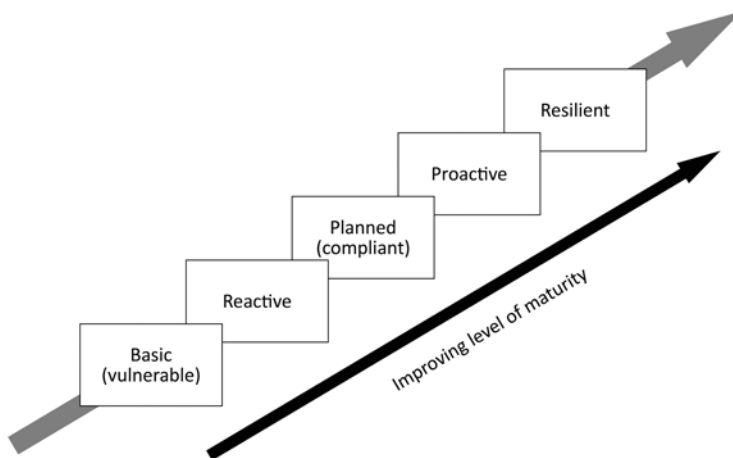 Resilient
Proactive
Planned
(compliant)
Reactive
Basic
(vulnerable)
Improving level of maturity